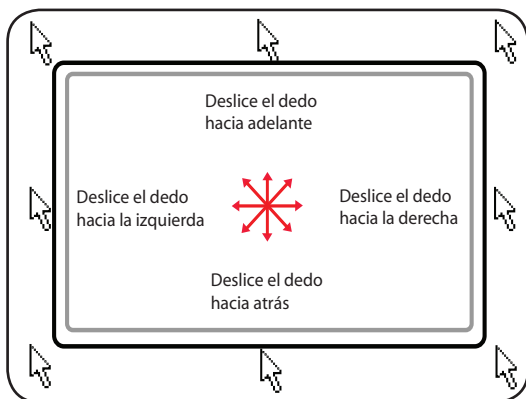 Deslice el dedo
hacia adelante
Deslice el dedo
hacia la izquierda
Deslice el dedo
hacia la derecha
Deslice el dedo
hacia atrás